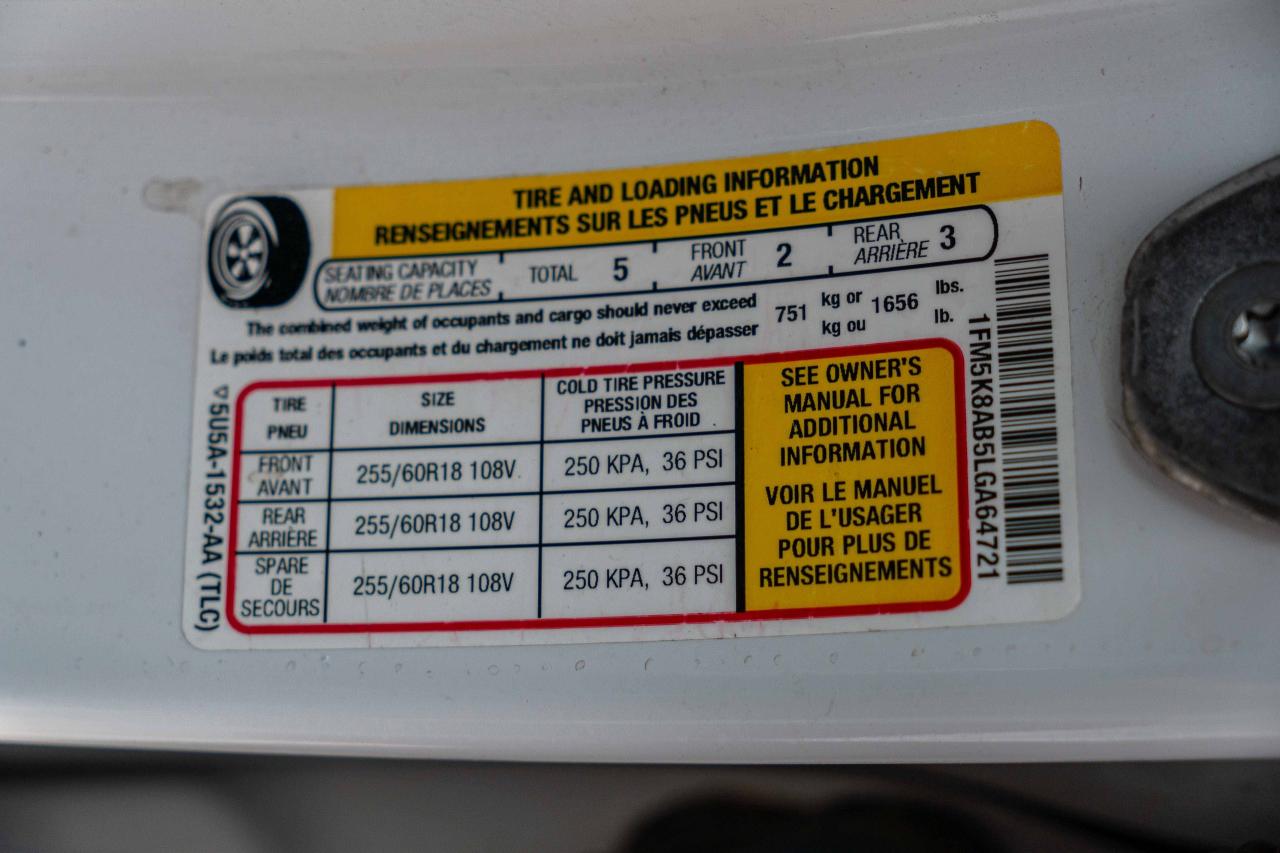 TIRE AND LOADING INFORMATION
RENSEIGNEMENTS SUR LES PNEUS ET LE CHARGEMENT
SEATING CAPACITY TOTAL 5 FRONT 2 REAR 3
NOMBRE DE PLACES AVANT ARRIÈRE
The combined weight of occupants and cargo should never exceed 751 kg or 1656 lbs.
Le poids total des occupants et du chargement ne doit jamais dépasser kg ou lb.
TIRE
PNEU
SIZE
DIMENSIONS
COLD TIRE PRESSURE
PRESSION DES
PNEUS À FROID
FRONT
AVANT
255/60R18 108V
250 KPA, 36 PSI
REAR
ARRIÈRE
255/60R18 108V
250 KPA, 36 PSI
SPARE
DE
SECOURS
255/60R18 108V
250 KPA, 36 PSI
SEE OWNER'S
MANUAL FOR
ADDITIONAL
INFORMATION
VOIR LE MANUEL
DE L'USAGER
POUR PLUS DE
RENSEIGNEMENTS
5U5A-1532-AA (TLC)
1FM5K8AB5LGA64721